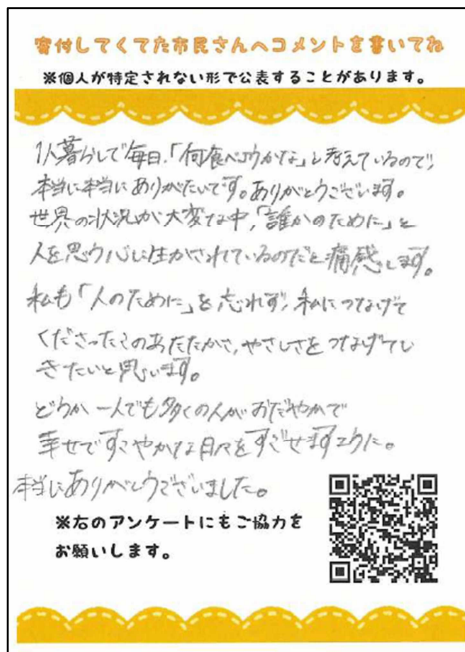 寄付してくてた市民さんへコメントを書いてね
※個人が特定されない形で公表することがあります。
1人暮らしで毎日、「何食べようかな」と考えているので、
本当に本当にありがたいです。ありがとうございます。
世界の状況が大変な中、「誰かのために」と
人を思う心に生かされているのだと痛感します。
私も「人のために」を忘れず、私につなげて
くださったこのあたたかさ、やさしさをつなげてい
きたいと思います。
どうか一人でも多くの人がおだやかで
幸せですこやかな日々をすごせますように。
本当にありがとうございました。
※右のアンケートにもご協力を
お願いします。